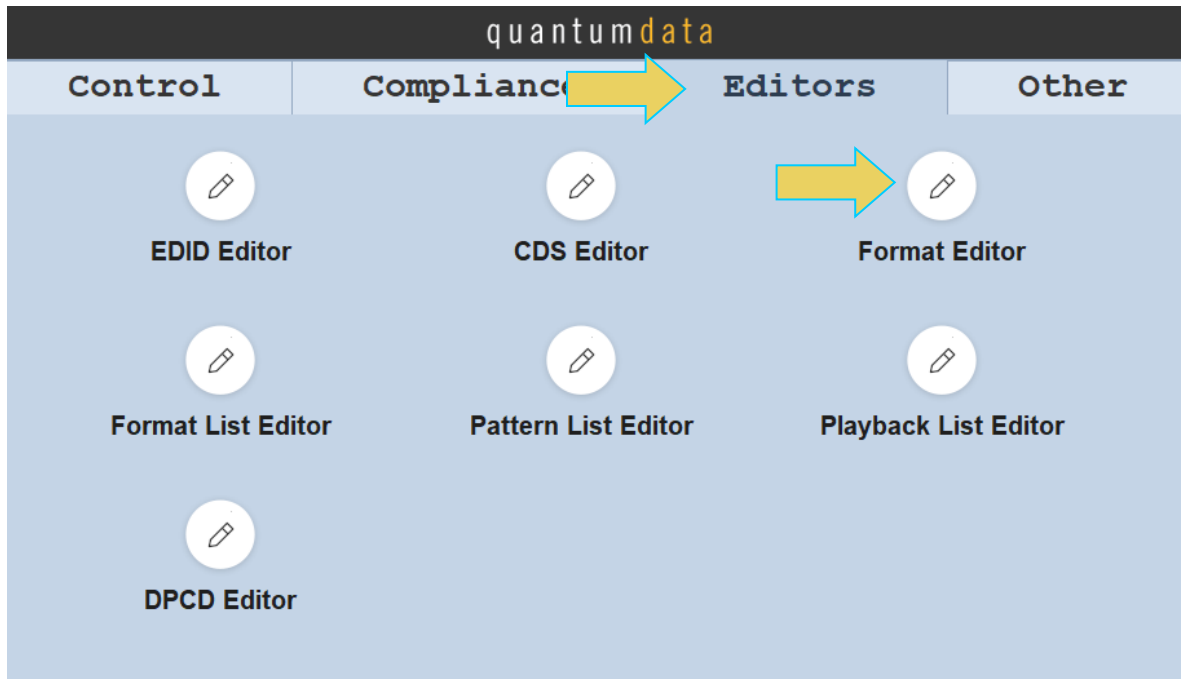 quantumdata
Control Compliance Editors Other
EDID Editor CDS Editor Format Editor
Format List Editor Pattern List Editor Playback List Editor
DPCD Editor